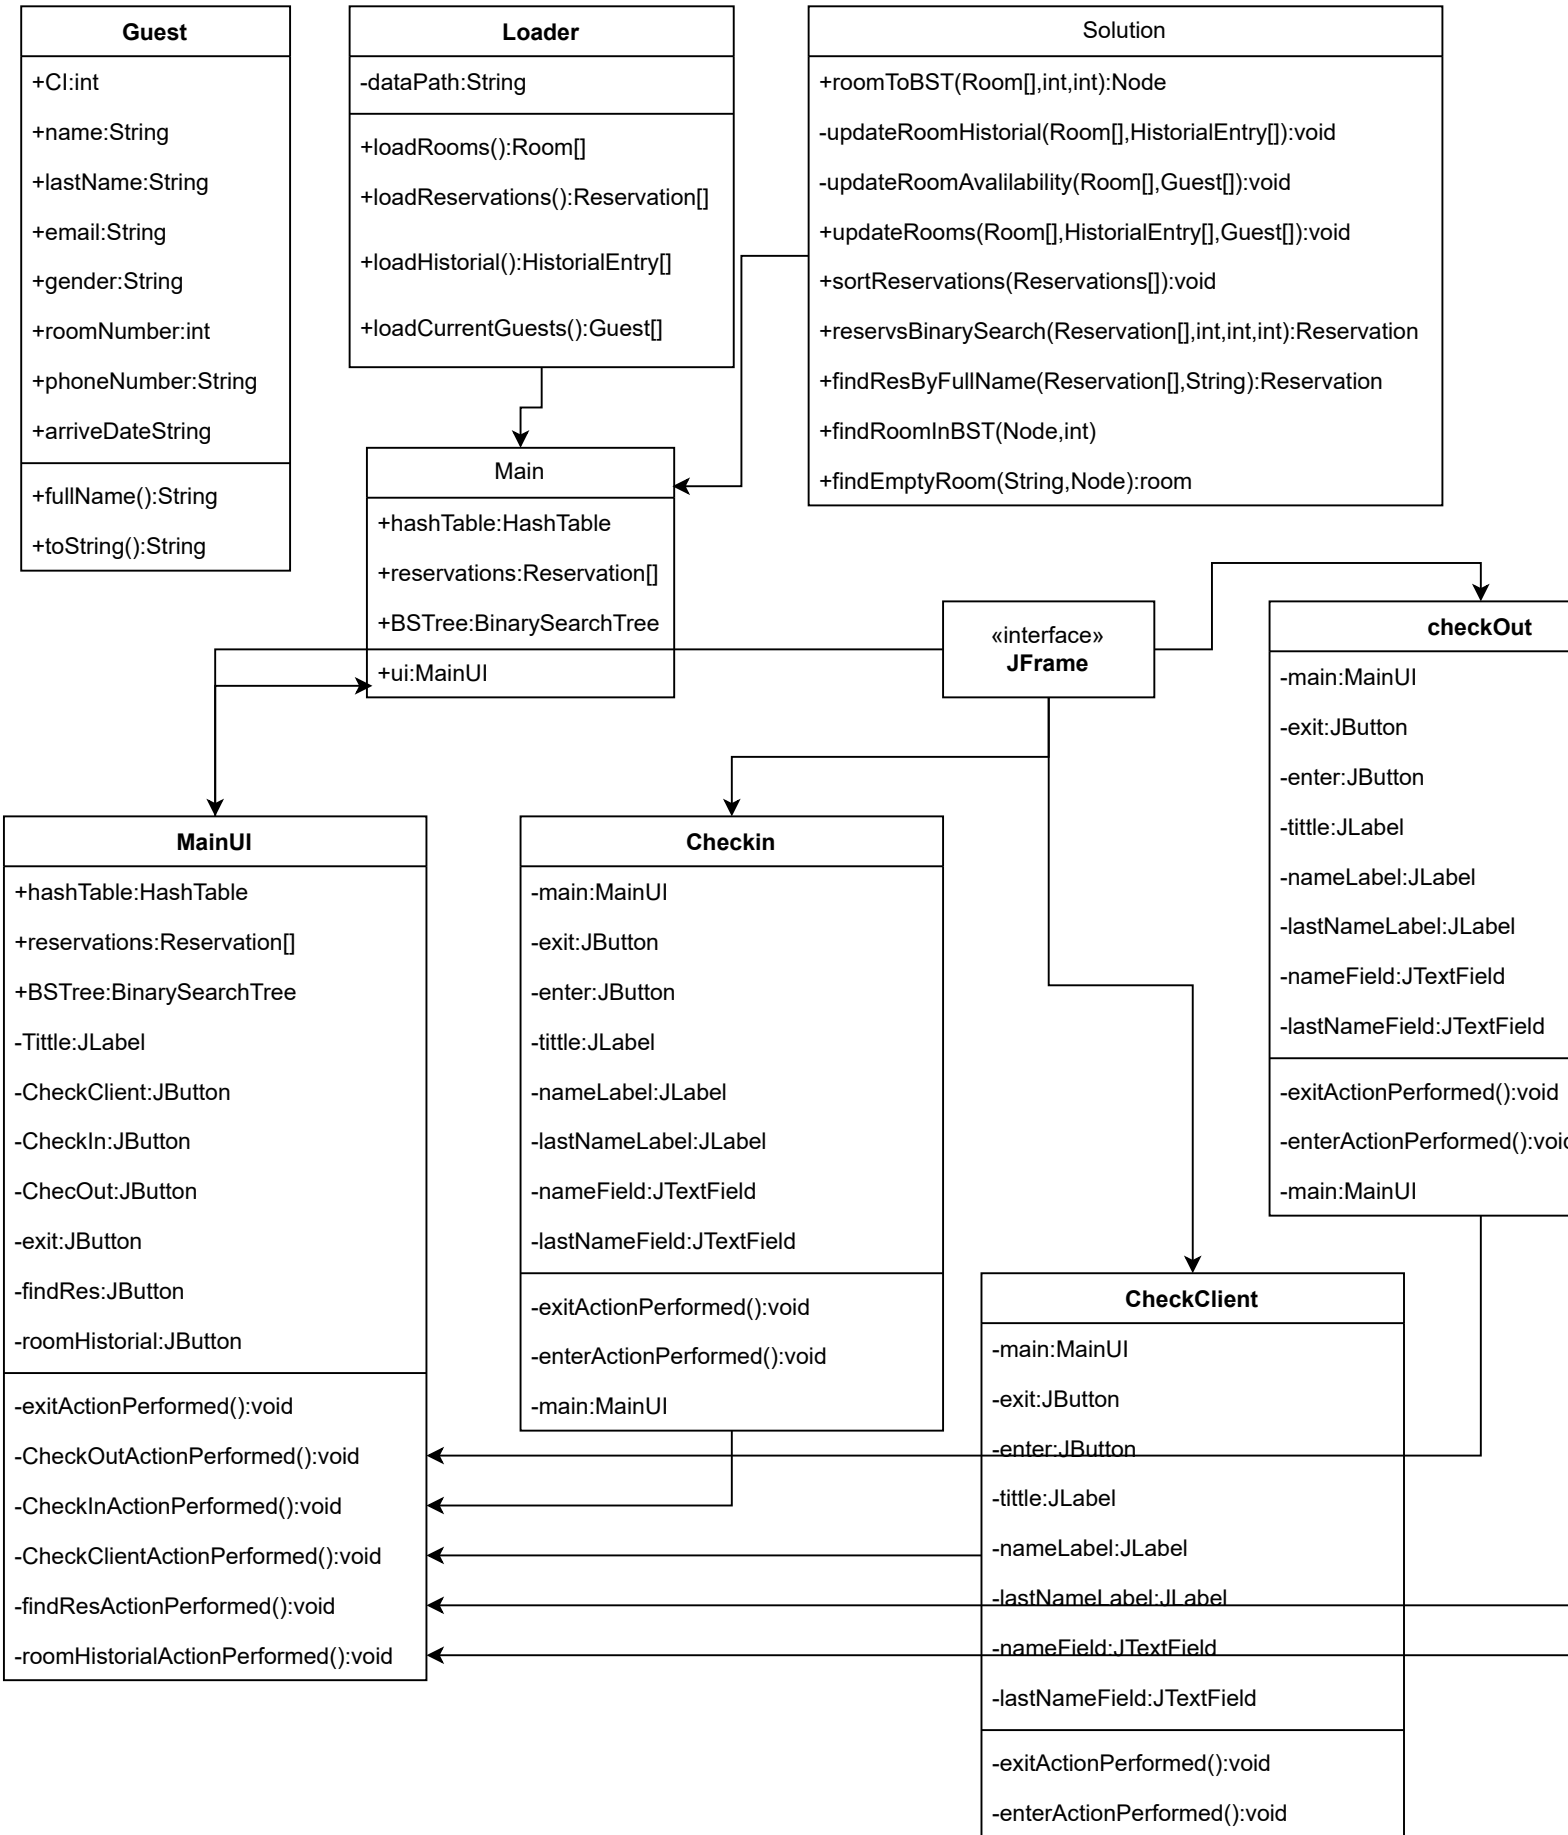 Guest
+CI:int
+name:String
+lastName:String
+email:String
+gender:String
+roomNumber:int
+phoneNumber:String
+arriveDateString
+fullName():String
+toString():String
Loader
-dataPath:String
+loadRooms():Room[]
+loadReservations():Reservation[]
+loadHistorial():HistorialEntry[]
+loadCurrentGuests():Guest[]
Solution
+roomToBST(Room[],int,int):Node
-updateRoomHistorial(Room[],HistorialEntry[]):void
-updateRoomAvalilability(Room[],Guest[]):void
+updateRooms(Room[],HistorialEntry[],Guest[]):void
+sortReservations(Reservations[]):void
+reservsBinarySearch(Reservation[],int,int,int):Reservation
+findResByFullName(Reservation[],String):Reservation
+findRoomInBST(Node,int)
+findEmptyRoom(String,Node):room
Main
+hashTable:HashTable
+reservations:Reservation[]
+BSTree:BinarySearchTree
+ui:MainUI
«interface»
JFrame
checkOut
-main:MainUI
-exit:JButton
-enter:JButton
-tittle:JLabel
-nameLabel:JLabel
-lastNameLabel:JLabel
-nameField:JTextField
-lastNameField:JTextField
-exitActionPerformed():void
-enterActionPerformed():void
-main:MainUI
MainUI
+hashTable:HashTable
+reservations:Reservation[]
+BSTree:BinarySearchTree
-Tittle:JLabel
-CheckClient:JButton
-CheckIn:JButton
-ChecOut:JButton
-exit:JButton
-findRes:JButton
-roomHistorial:JButton
-exitActionPerformed():void
-CheckOutActionPerformed():void
-CheckInActionPerformed():void
-CheckClientActionPerformed():void
-findResActionPerformed():void
-roomHistorialActionPerformed():void
Checkin
-main:MainUI
-exit:JButton
-enter:JButton
-tittle:JLabel
-nameLabel:JLabel
-lastNameLabel:JLabel
-nameField:JTextField
-lastNameField:JTextField
-exitActionPerformed():void
-enterActionPerformed():void
-main:MainUI
CheckClient
-main:MainUI
-exit:JButton
-enter:JButton
-tittle:JLabel
-nameLabel:JLabel
-lastNameLabel:JLabel
-nameField:JTextField
-lastNameField:JTextField
-exitActionPerformed():void
-enterActionPerformed():void